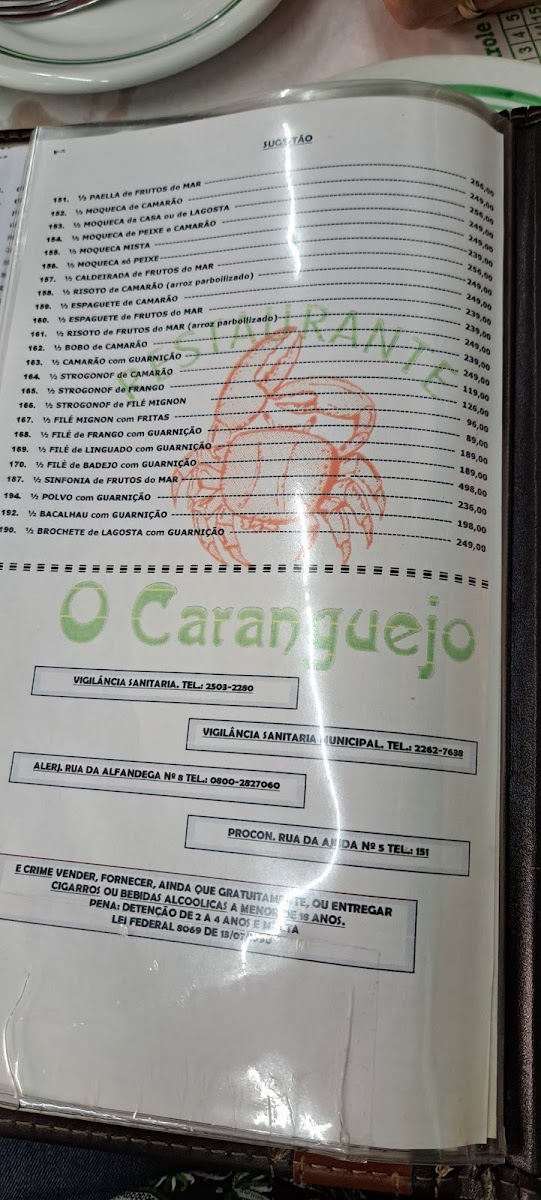 SUGESTÃO
151. ½ PAELLA de FRUTOS do MAR 256,00
152. ½ MOQUECA de CAMARÃO 249,00
153. ½ MOQUECA da CASA ou de LAGOSTA 256,00
154. ½ MOQUECA de PEIXE e CAMARÃO 249,00
155. ½ MOQUECA MISTA 249,00
156. ½ MOQUECA só PEIXE 239,00
157. ½ CALDEIRADA de FRUTOS do MAR 256,00
158. ½ RISOTO de CAMARÃO (arroz parboilizado) 249,00
159. ½ ESPAGUETE de CAMARÃO 249,00
160. ½ ESPAGUETE de FRUTOS do MAR 239,00
161. ½ RISOTO de FRUTOS do MAR (arroz parboilizado) 239,00
162. ½ BOBO de CAMARÃO 249,00
163. ½ CAMARÃO com GUARNIÇÃO 239,00
164. ½ STROGONOF de CAMARÃO 249,00
165. ½ STROGONOF de FRANGO 119,00
166. ½ STROGONOF de FILÉ MIGNON 126,00
167. ½ FILÉ MIGNON com FRITAS 96,00
168. ½ FILÉ de FRANGO com GUARNIÇÃO 89,00
169. ½ FILÉ de LINGUADO com GUARNIÇÃO 189,00
170. ½ FILÉ de BADEJO com GUARNIÇÃO 189,00
187. ½ SINFONIA de FRUTOS do MAR 498,00
194. ½ POLVO com GUARNIÇÃO 236,00
192. ½ BACALHAU com GUARNIÇÃO 198,00
190. ½ BROCHETE de LAGOSTA com GUARNIÇÃO 249,00
RESTAURANTE
O Caranguejo
VIGILÂNCIA SANITARIA. TEL.: 2503-2280
VIGILÂNCIA SANITARIA MUNICIPAL. TEL.: 2262-7638
ALERJ. RUA DA ALFANDEGA Nº 8 TEL.: 0800-2827060
PROCON. RUA DA AJUDA Nº 5 TEL.: 151
E CRIME VENDER, FORNECER, AINDA QUE GRATUITAMENTE, OU ENTREGAR
CIGARROS OU BEBIDAS ALCOOLICAS A MENOR DE 18 ANOS.
PENA: DETENÇÃO DE 2 A 4 ANOS E MULTA
LEI FEDERAL 8069 DE 13/07/1990
role
3 4 5